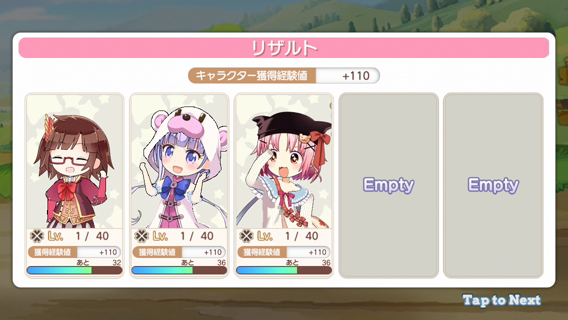 リザルト
キャラクター獲得経験値 +110
Empty
Empty
Lv. 1 / 40
獲得経験値 +110
あと 32
Lv. 1 / 40
獲得経験値 +110
あと 36
Lv. 1 / 40
獲得経験値 +110
あと 36
Tap to Next